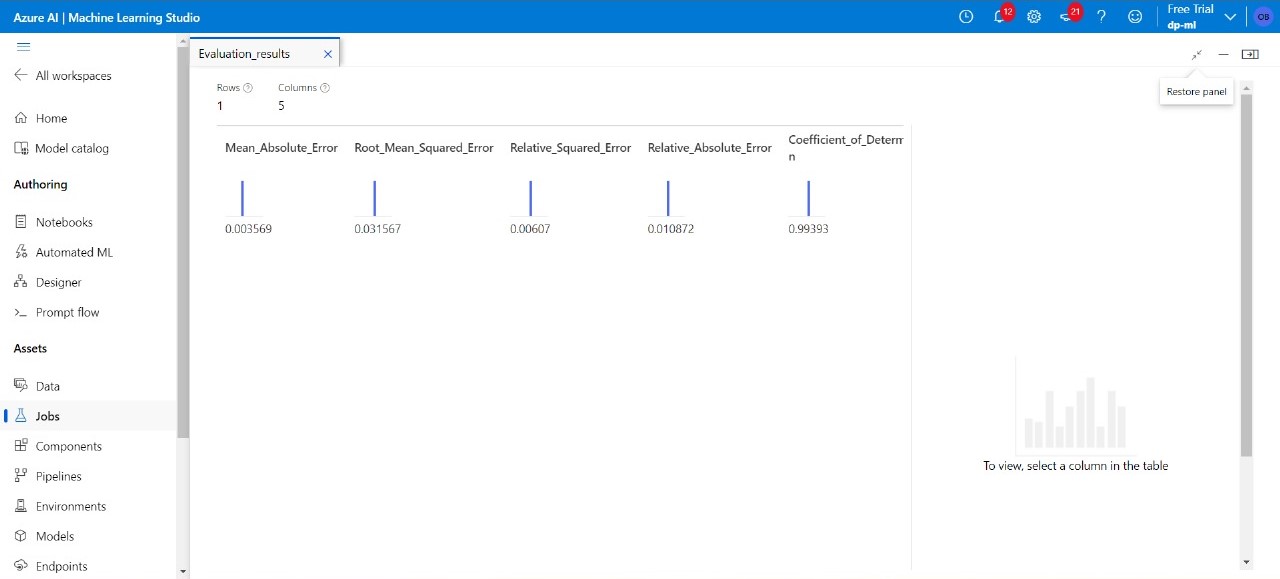 Azure AI | Machine Learning Studio
12
21
Free Trial
dp-ml
OB
All workspaces
Home
Model catalog
Authoring
Notebooks
Automated ML
Designer
Prompt flow
Assets
Data
Jobs
Components
Pipelines
Environments
Models
Endpoints
Evaluation_results
Restore panel
Rows
Columns
1
5
Mean_Absolute_Error
Root_Mean_Squared_Error
Relative_Squared_Error
Relative_Absolute_Error
Coefficient_of_Determ
n
0.003569
0.031567
0.00607
0.010872
0.99393
To view, select a column in the table